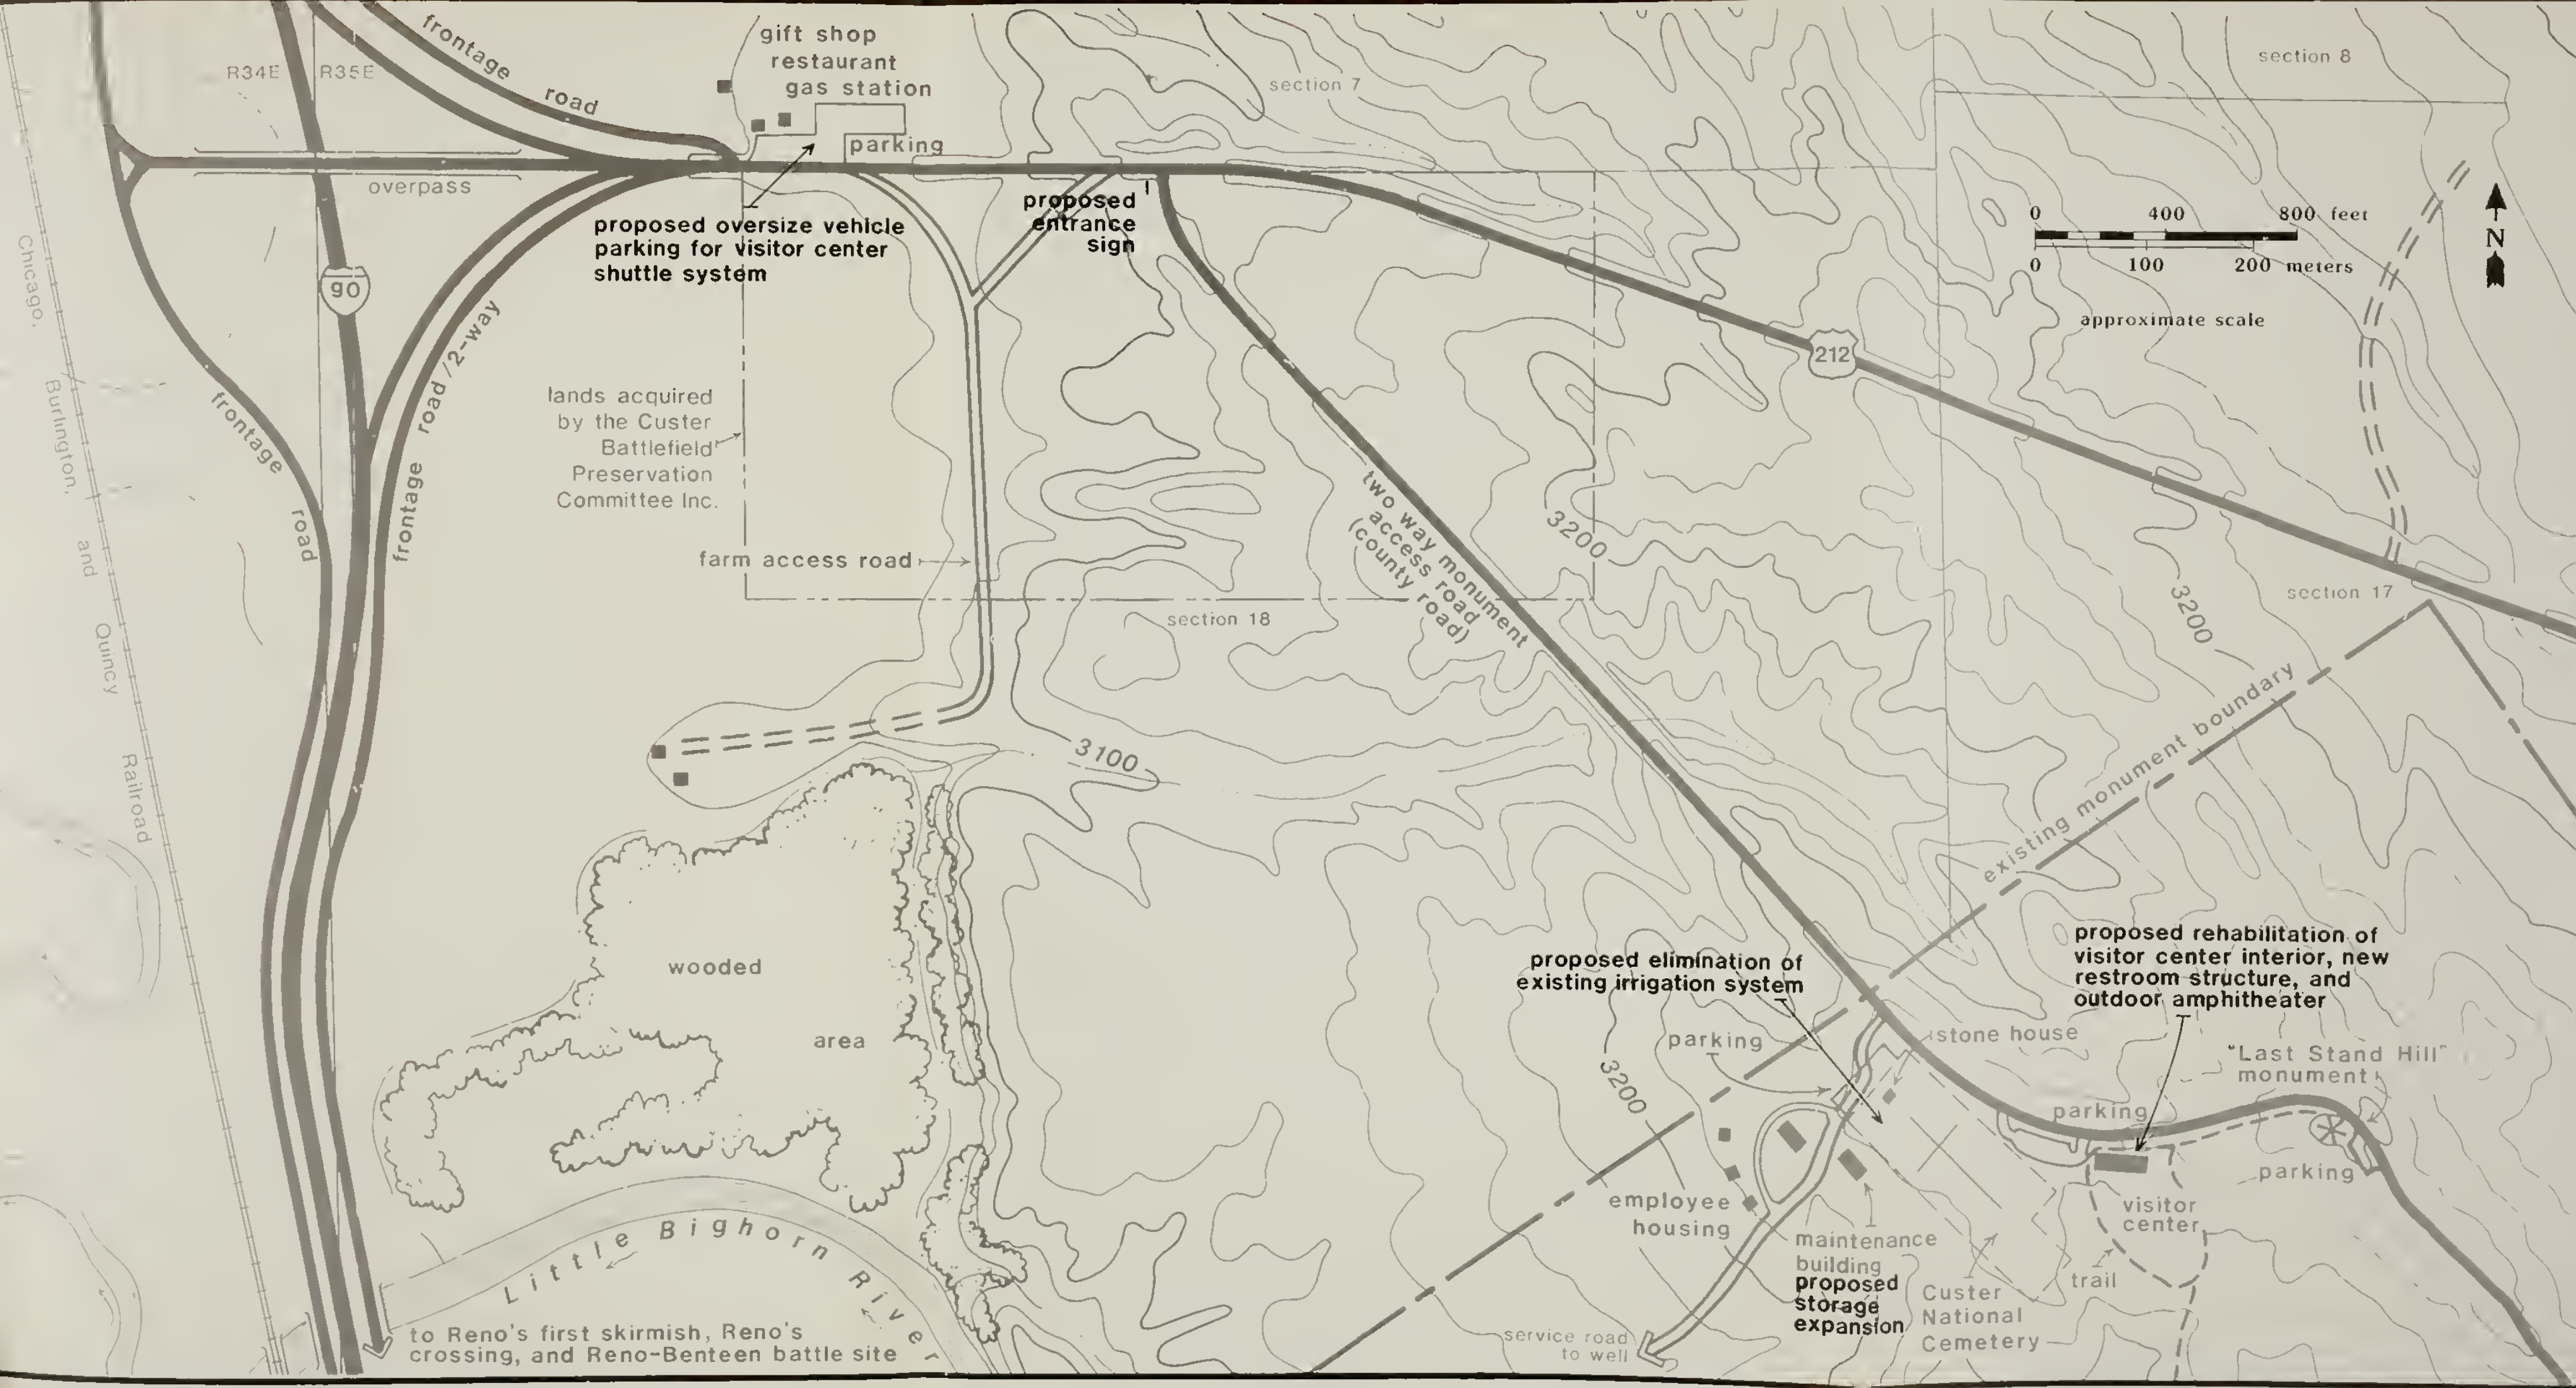 frontage
road
R34E
R35E
gift shop
restaurant
gas station
parking
section 7
section 8
overpass
proposed oversize vehicle
parking for visitor center
shuttle system
proposed
entrance
sign
0 400 800 feet
0 100 200 meters
approximate scale
N
90
212
Chicago,
Burlington,
and
Quincy
Railroad
frontage
road
frontage road /2-way
lands acquired
by the Custer
Battlefield
Preservation
Committee Inc.
farm access road
two way monument
access road
(county road)
3200
section 17
3200
section 18
3100
existing monument boundary
wooded
area
proposed elimination of
existing irrigation system
proposed rehabilitation of
visitor center interior, new
restroom structure, and
outdoor amphitheater
parking
stone house
"Last Stand Hill"
monument
3200
parking
parking
employee
housing
visitor
center
maintenance
building
proposed
storage
expansion
trail
Custer
National
Cemetery
service road
to well
Little Bighorn River
to Reno's first skirmish, Reno's
crossing, and Reno-Benteen battle site